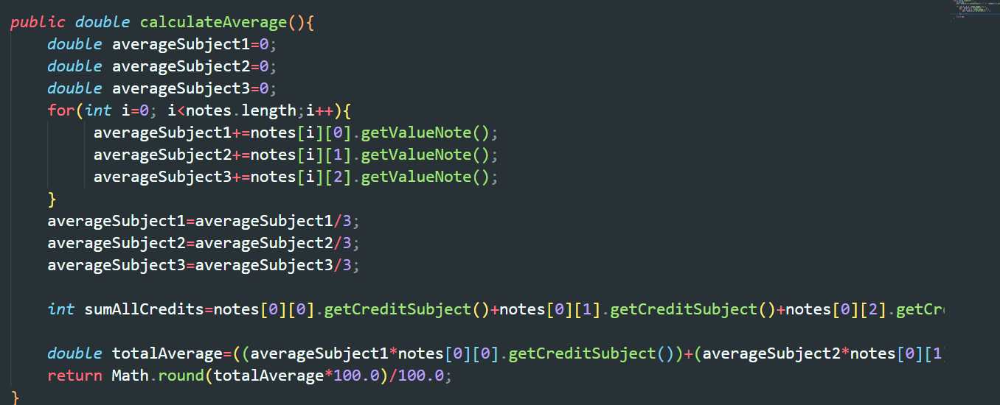 public double calculateAverage(){
double averageSubject1=0;
double averageSubject2=0;
double averageSubject3=0;
for(int i=0; i<notes.length;i++){
averageSubject1+=notes[i][0].getValueNote();
averageSubject2+=notes[i][1].getValueNote();
averageSubject3+=notes[i][2].getValueNote();
}
averageSubject1=averageSubject1/3;
averageSubject2=averageSubject2/3;
averageSubject3=averageSubject3/3;
int sumAllCredits=notes[0][0].getCreditSubject()+notes[0][1].getCreditSubject()+notes[0][2].getCr
double totalAverage=((averageSubject1*notes[0][0].getCreditSubject())+(averageSubject2*notes[0][1
return Math.round(totalAverage*100.0)/100.0;
}